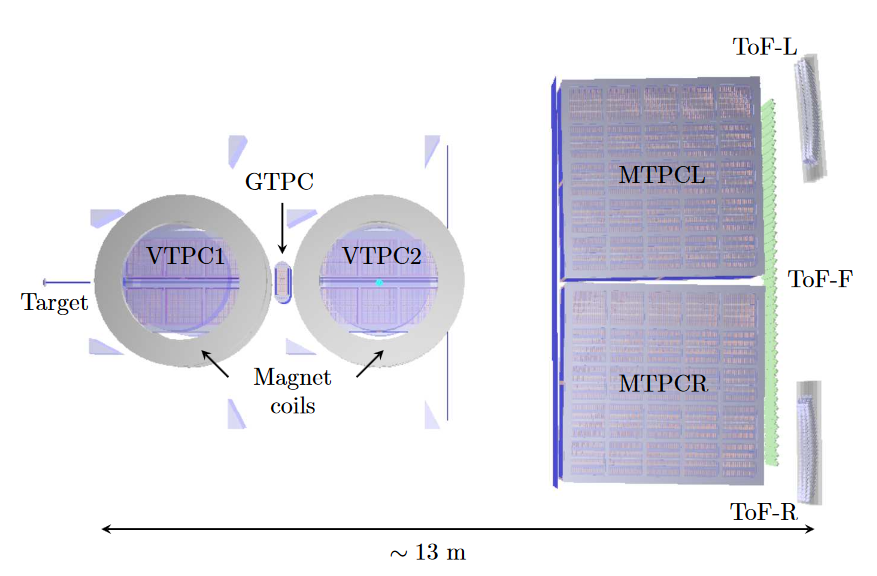 ToF-L
GTPC
MTPCL
VTPC1
VTPC2
ToF-F
Target
Magnet
coils
MTPCR
ToF-R
∼ 13 m